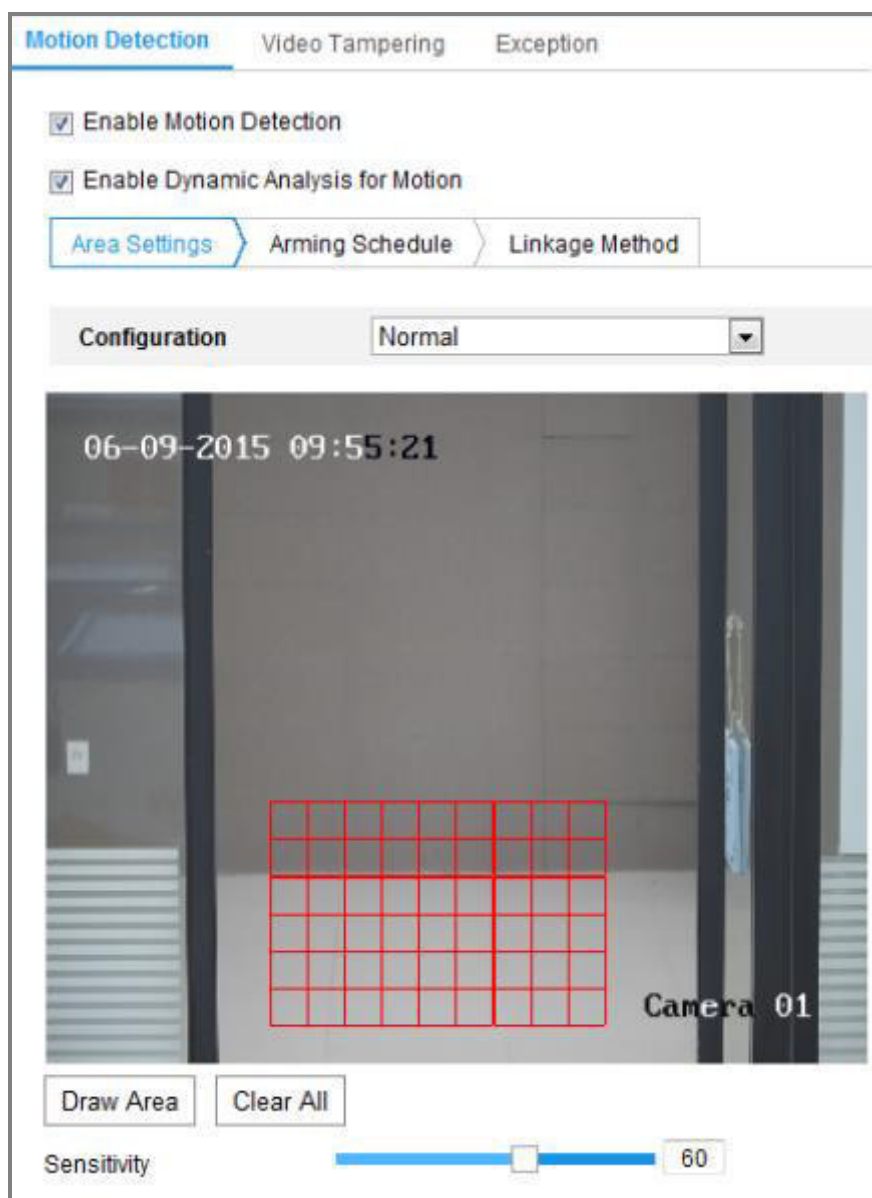 Motion Detection Video Tampering Exception
Enable Motion Detection
Enable Dynamic Analysis for Motion
Area Settings Arming Schedule Linkage Method
Configuration Normal
06-09-2015 09:55:21
Camera 01
Draw Area Clear All
Sensitivity 60